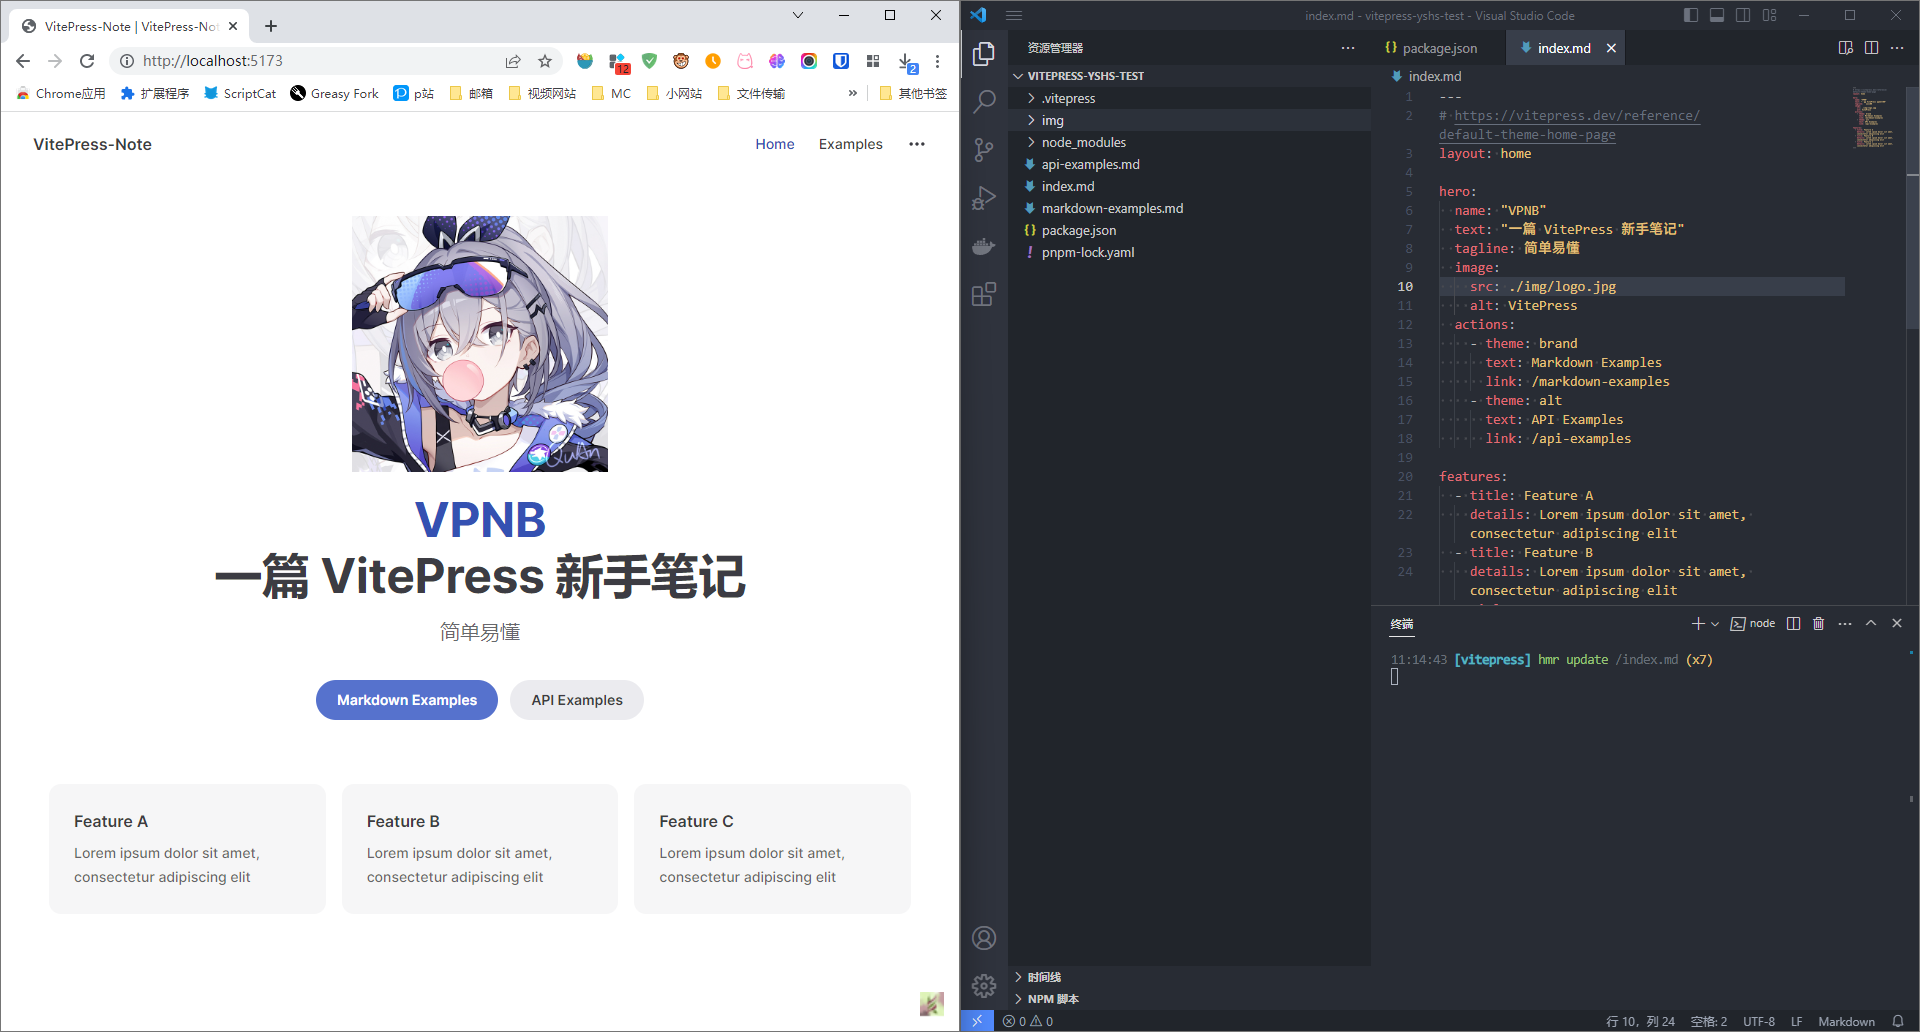 VitePress-Note | VitePress-Not
http://localhost:5173
12
2
Chrome应用
扩展程序
ScriptCat
Greasy Fork
p站
邮箱
视频网站
MC
小网站
文件传输
»
其他书签
VitePress-Note
Home
Examples
QuAn
VPNB
一篇 VitePress 新手笔记
简单易懂
Markdown Examples
API Examples
Feature A
Lorem ipsum dolor sit amet,
consectetur adipiscing elit
Feature B
Lorem ipsum dolor sit amet,
consectetur adipiscing elit
Feature C
Lorem ipsum dolor sit amet,
consectetur adipiscing elit
index.md - vitepress-yshs-test - Visual Studio Code
资源管理器
VITEPRESS-YSHS-TEST
.vitepress
img
node_modules
api-examples.md
index.md
markdown-examples.md
{} package.json
! pnpm-lock.yaml
时间线
NPM 脚本
{} package.json
index.md
index.md
1 ---
2 # https://vitepress.dev/reference/
default-theme-home-page
3 layout: home
4
5 hero:
6 name: "VPNB"
7 text: "一篇 VitePress 新手笔记"
8 tagline: 简单易懂
9 image:
10 src: ./img/logo.jpg
11 alt: VitePress
12 actions:
13 - theme: brand
14 text: Markdown Examples
15 link: /markdown-examples
16 - theme: alt
17 text: API Examples
18 link: /api-examples
19
20 features:
21 - title: Feature A
22 details: Lorem ipsum dolor sit amet,
consectetur adipiscing elit
23 - title: Feature B
24 details: Lorem ipsum dolor sit amet,
consectetur adipiscing elit
终端
node
11:14:43 [vitepress] hmr update /index.md (x7)
0 0
行 10，列 24
空格: 2
UTF-8
LF
Markdown